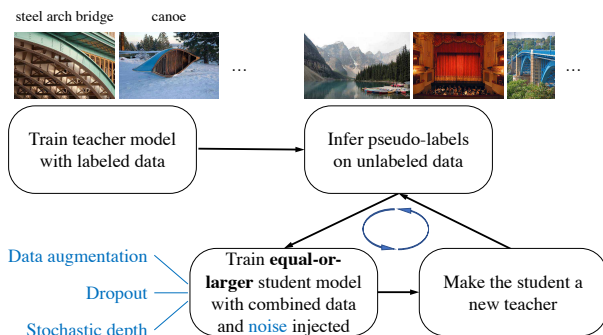 steel arch bridge
canoe
...
...
Train teacher model
with labeled data
Infer pseudo-labels
on unlabeled data
Data augmentation
Dropout
Stochastic depth
Train equal-or-
larger student model
with combined data
and noise injected
Make the student a
new teacher